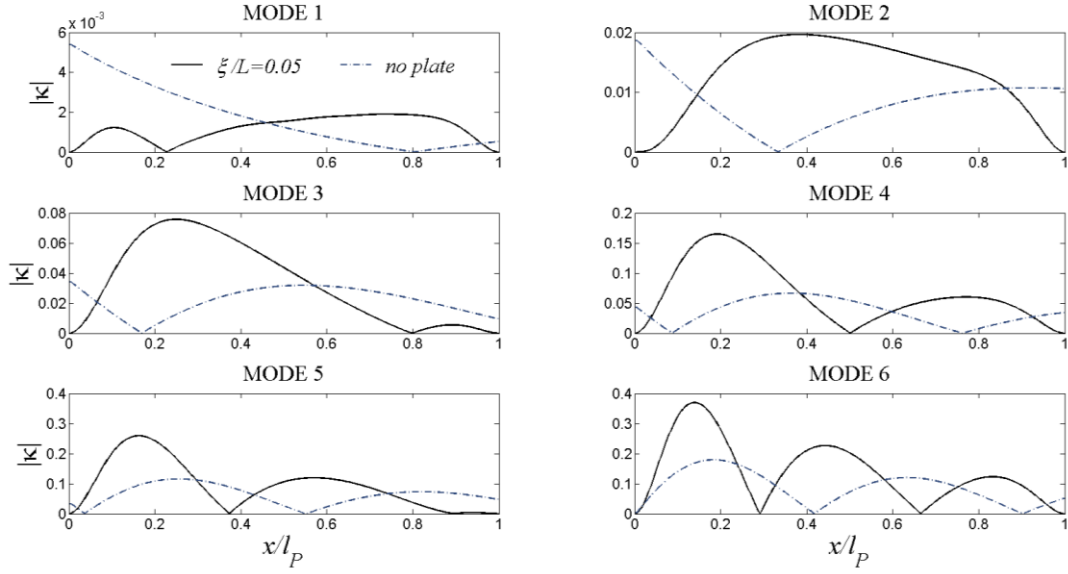 MODE 1
x 10⁻³
6
4
2
0
|κ|
ξ/L=0.05
no plate
0 0.2 0.4 0.6 0.8 1
MODE 2
0.02
0.01
0
0 0.2 0.4 0.6 0.8 1
MODE 3
0.08
0.06
0.04
0.02
0
|κ|
0 0.2 0.4 0.6 0.8 1
MODE 4
0.2
0.15
0.1
0.05
0
0 0.2 0.4 0.6 0.8 1
MODE 5
0.4
0.3
0.2
0.1
0
|κ|
0 0.2 0.4 0.6 0.8 1
x/l_P
MODE 6
0.4
0.3
0.2
0.1
0
0 0.2 0.4 0.6 0.8 1
x/l_P